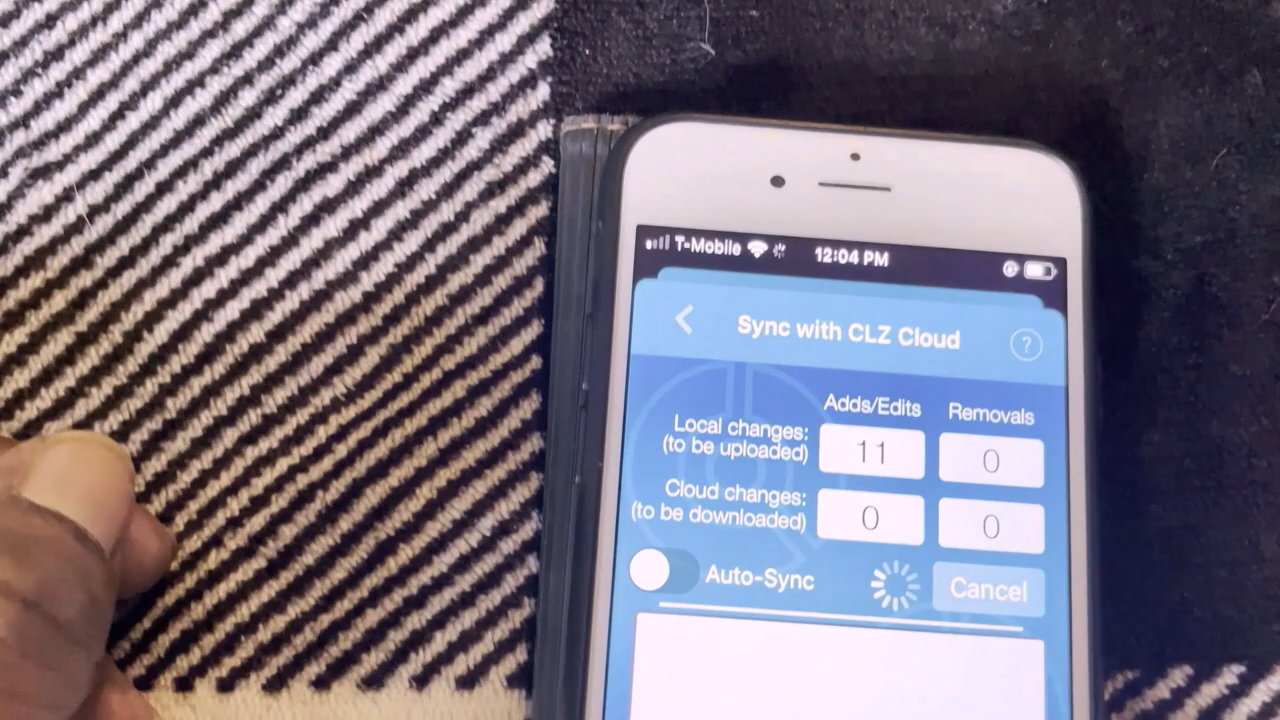 T-Mobile 12:04 PM
Sync with CLZ Cloud ?
Adds/Edits Removals
Local changes:
(to be uploaded) 11 0
Cloud changes:
(to be downloaded) 0 0
Auto-Sync Cancel